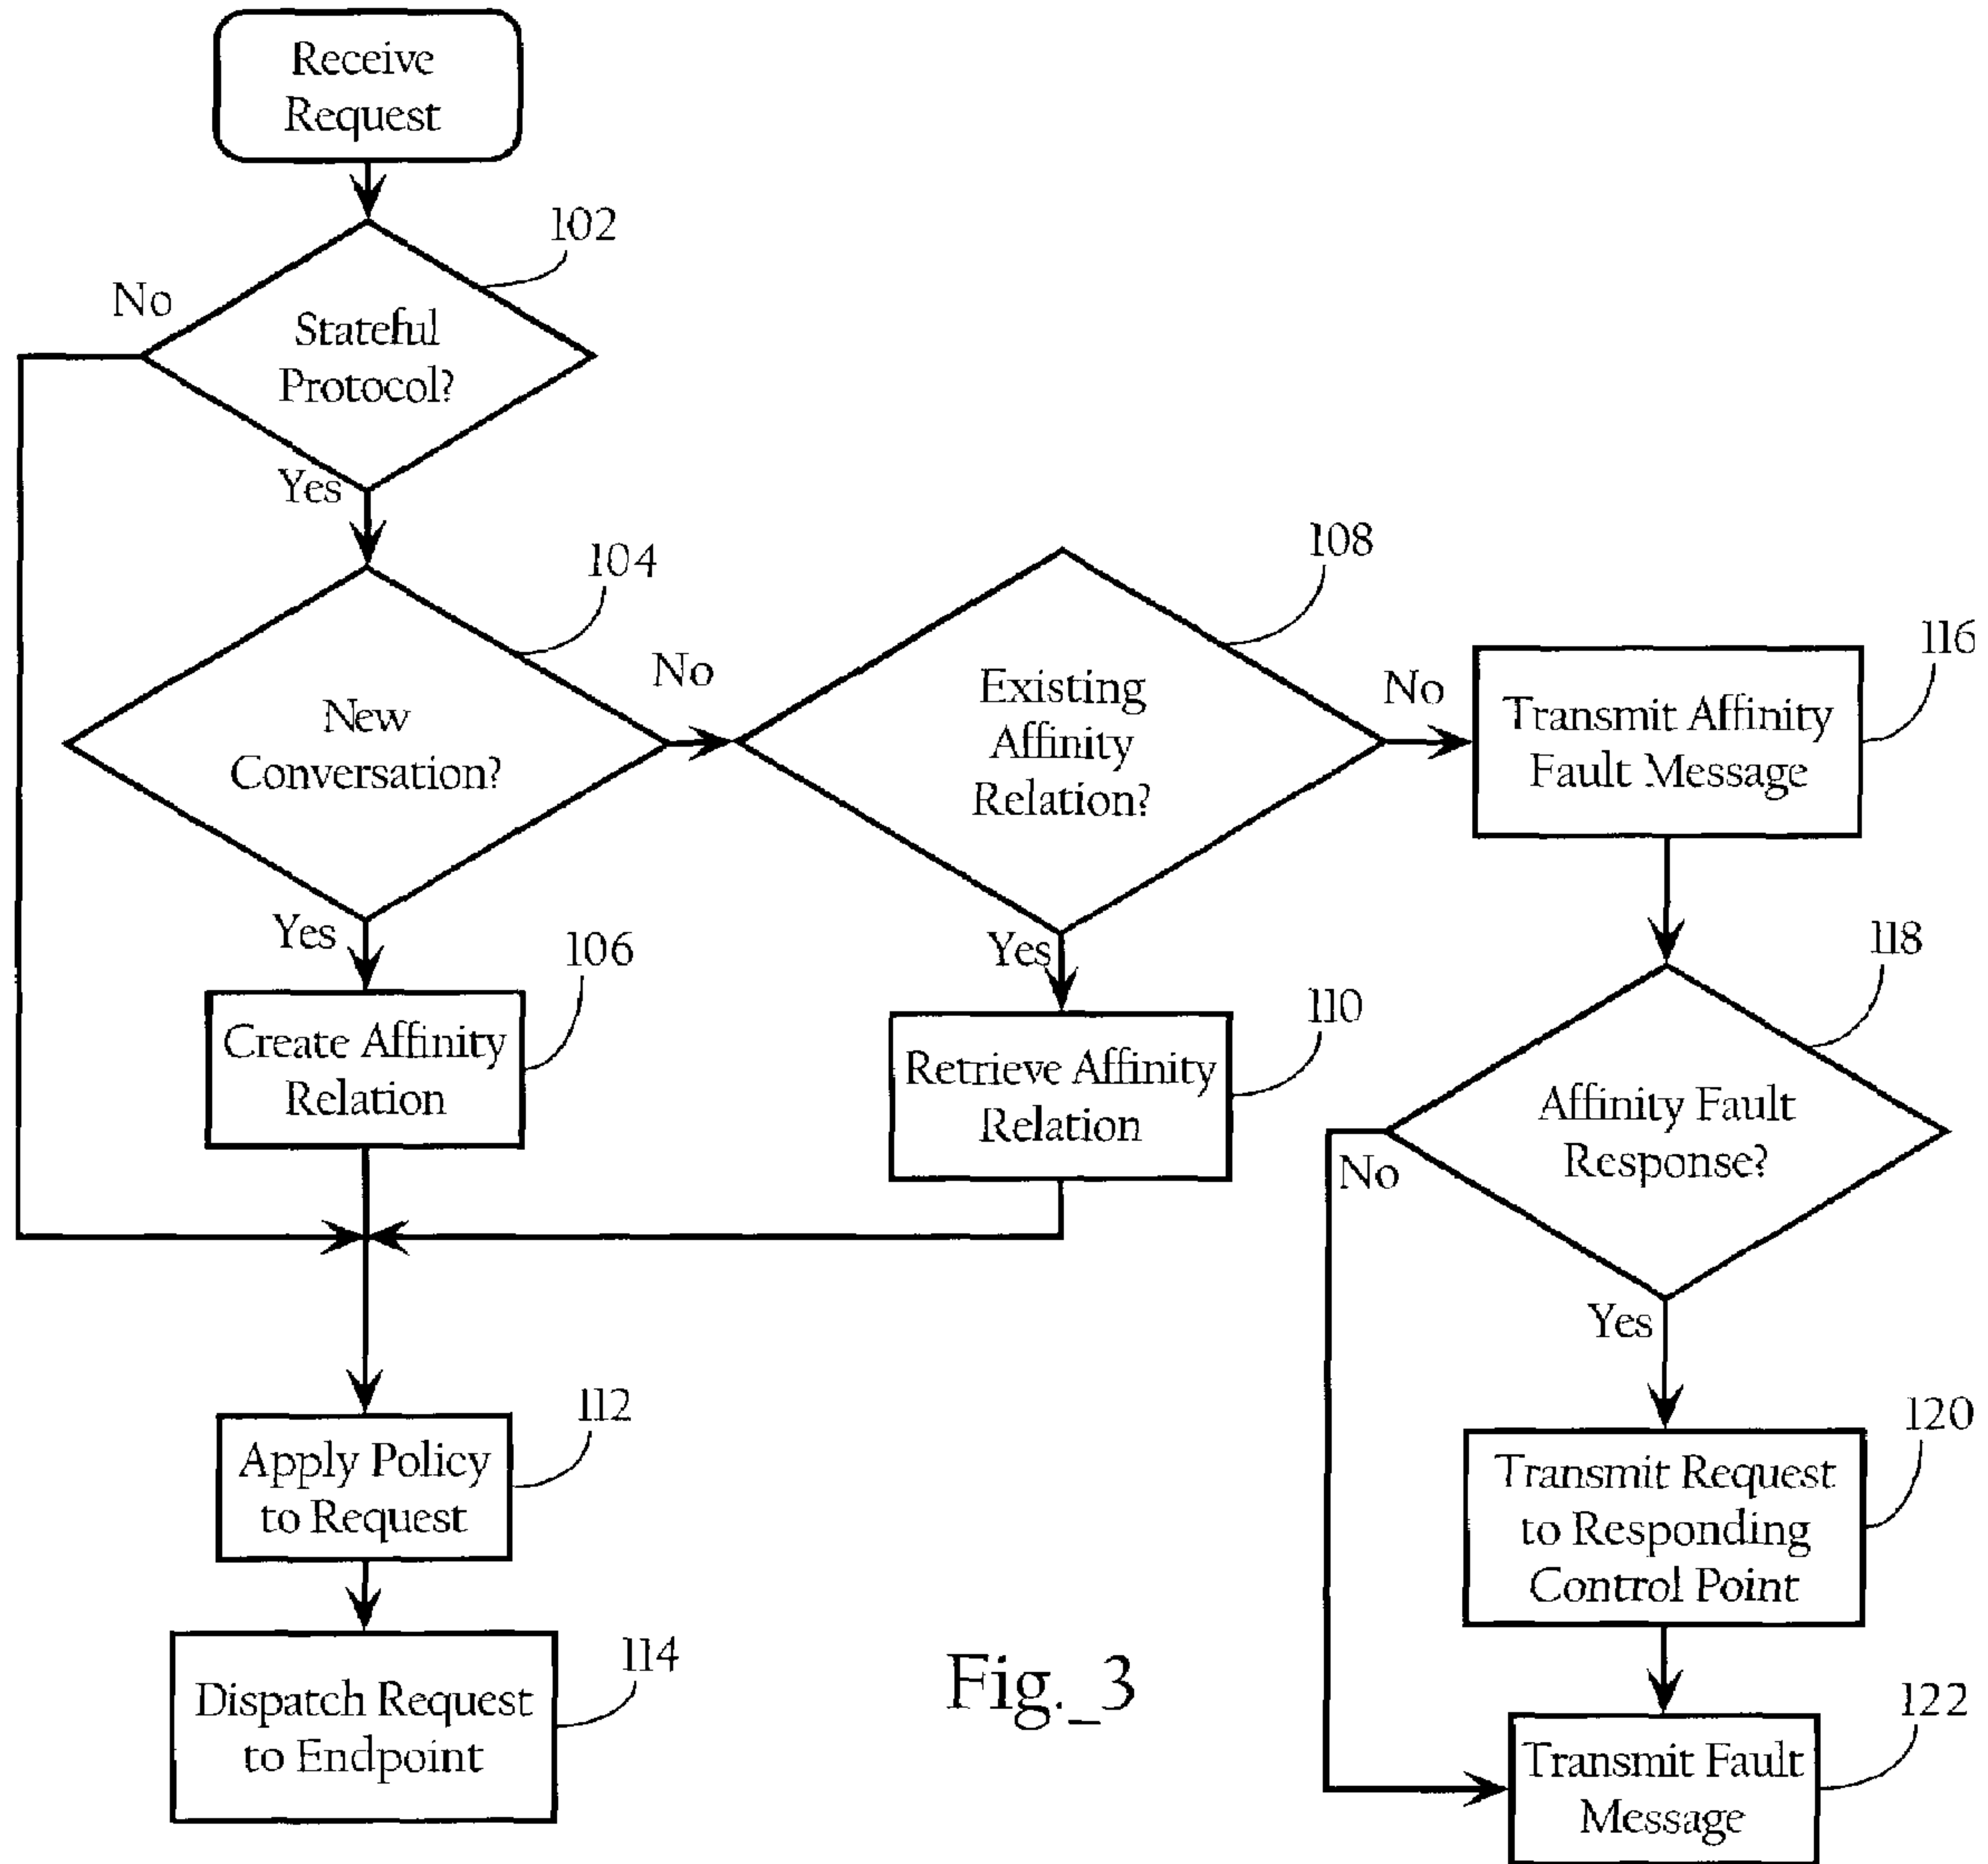 Receive
Request
102
No
Stateful
Protocol?
Yes
104
New
Conversation?
No
108
Existing
Affinity
Relation?
No
116
Transmit Affinity
Fault Message
Yes
106
Create Affinity
Relation
Yes
110
Retrieve Affinity
Relation
118
Affinity Fault
Response?
No
Yes
112
Apply Policy
to Request
120
Transmit Request
to Responding
Control Point
114
Dispatch Request
to Endpoint
Fig._3
122
Transmit Fault
Message